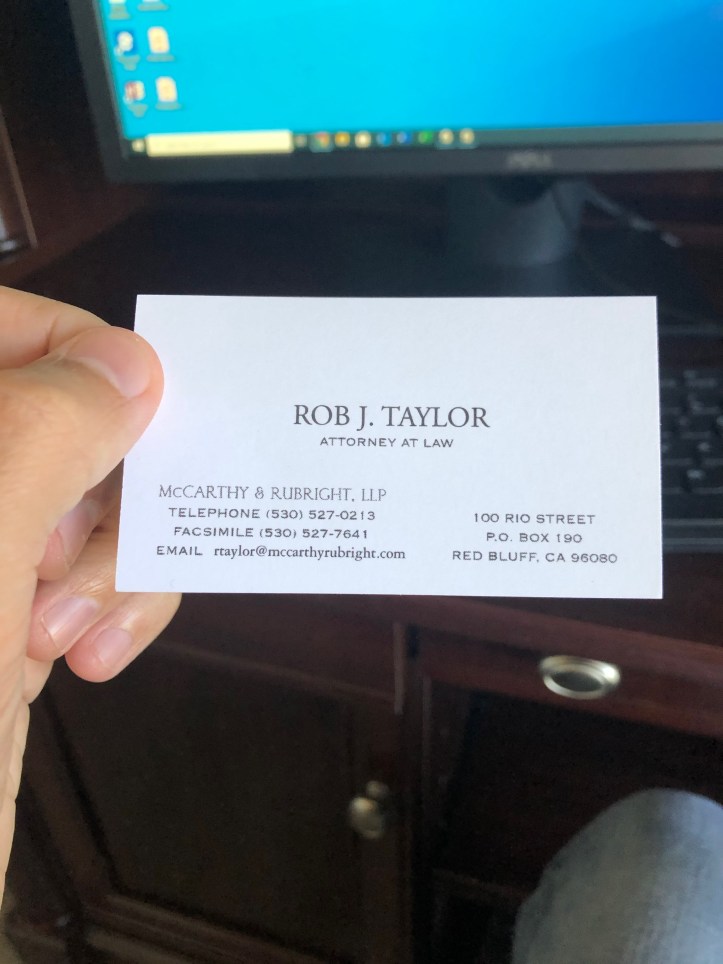 ROB J. TAYLOR
ATTORNEY AT LAW
McCARTHY & RUBRIGHT, LLP
TELEPHONE (530) 527-0213
FACSIMILE (530) 527-7641
EMAIL rtaylor@mccarthyrubright.com
100 RIO STREET
P.O. BOX 190
RED BLUFF, CA 96080
DELL